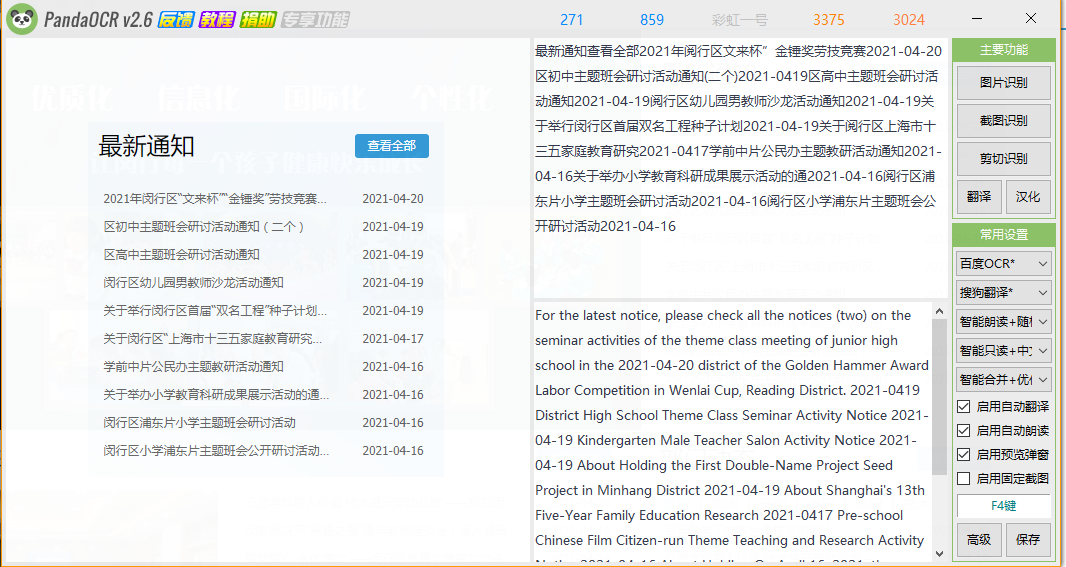 PandaOCR v2.6 反馈 教程 捐助 专享功能
271 859 彩虹一号 3375 3024
优质化 信息化 国际化 个性化
最新通知
查看全部
2021年闵行区“文来杯”“金锤奖”劳技竞赛... 2021-04-20
区初中主题班会研讨活动通知（二个） 2021-04-19
区高中主题班会研讨活动通知 2021-04-19
闵行区幼儿园男教师沙龙活动通知 2021-04-19
关于举行闵行区首届“双名工程”种子计划... 2021-04-19
关于闵行区“上海市十三五家庭教育研究... 2021-04-17
学前中片公民办主题教研活动通知 2021-04-16
关于举办小学教育科研成果展示活动的通... 2021-04-16
闵行区浦东片小学主题班会研讨活动 2021-04-16
闵行区小学浦东片主题班会公开研讨活动... 2021-04-16
最新通知查看全部2021年阅行区文来杯”金锤奖劳技竞赛2021-04-20
区初中主题班会研讨活动通知(二个)2021-0419区高中主题班会研讨活
动通知2021-04-19阅行区幼儿园男教师沙龙活动通知2021-04-19关
于举行闵行区首届双名工程种子计划2021-04-19关于阅行区上海市十
三五家庭教育研究2021-0417学前中片公民办主题教研活动通知2021-
04-16关于举办小学教育科研成果展示活动的通2021-04-16阅行区浦
东片小学主题班会研讨活动2021-04-16阅行区小学浦东片主题班会公
开研讨活动2021-04-16
For the latest notice, please check all the notices (two) on the
seminar activities of the theme class meeting of junior high
school in the 2021-04-20 district of the Golden Hammer Award
Labor Competition in Wenlai Cup, Reading District. 2021-0419
District High School Theme Class Seminar Activity Notice 2021-
04-19 Kindergarten Male Teacher Salon Activity Notice 2021-
04-19 About Holding the First Double-Name Project Seed
Project in Minhang District 2021-04-19 About Shanghai's 13th
Five-Year Family Education Research 2021-0417 Pre-school
Chinese Film Citizen-run Theme Teaching and Research Activity
主要功能
图片识别
截图识别
剪切识别
翻译 汉化
常用设置
百度OCR*
搜狗翻译*
智能朗读+随
智能只读+中
智能合并+优
启用自动翻译
启用自动朗读
启用预览弹窗
启用固定截图
F4键
高级 保存